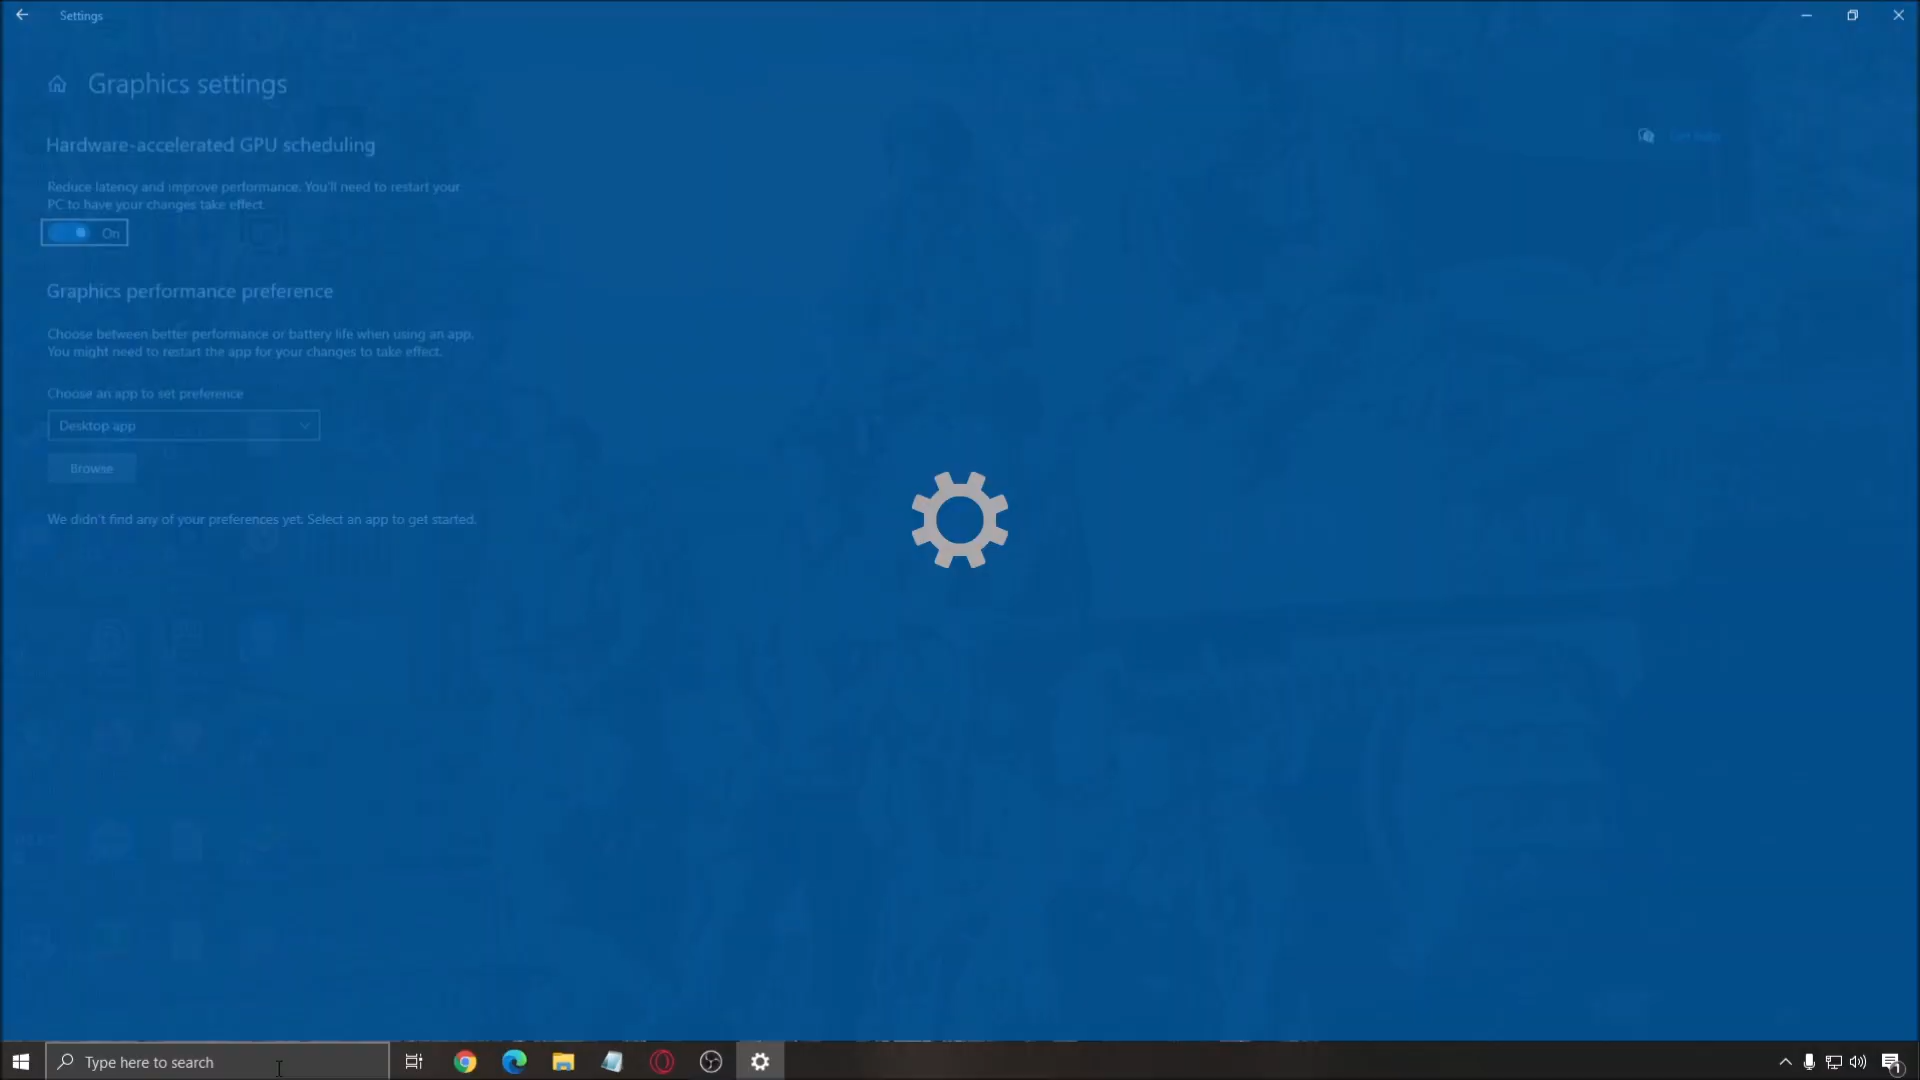 Settings
Graphics settings
Hardware-accelerated GPU scheduling
Reduce latency and improve performance. You'll need to restart your
PC to have your changes take effect.
On
Graphics performance preference
Choose between better performance or battery life when using an app.
You might need to restart the app for your changes to take effect.
Choose an app to set preference
Desktop app
Browse
We didn't find any of your preferences yet. Select an app to get started.
Get help
Type here to search
1